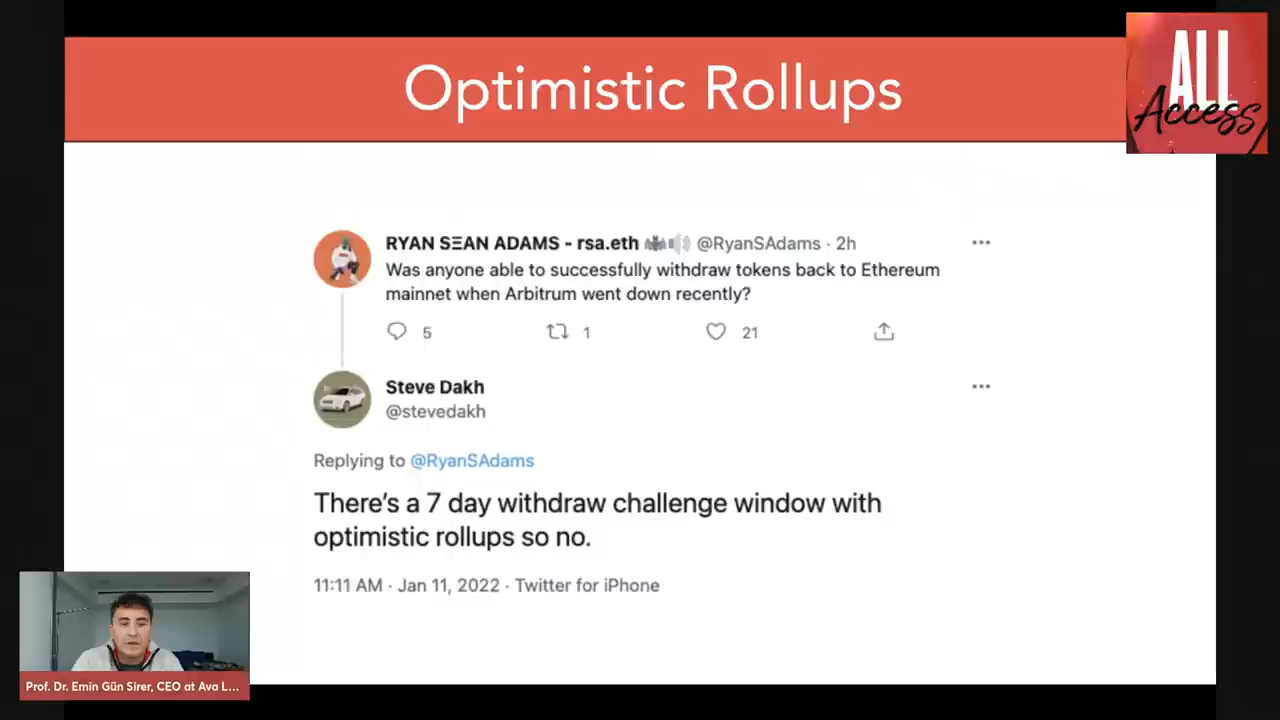 Optimistic Rollups
ALL
Access
RYAN SΞAN ADAMS - rsa.eth 🦇🔊 @RyanSAdams · 2h
Was anyone able to successfully withdraw tokens back to Ethereum
mainnet when Arbitrum went down recently?
5 1 21
Steve Dakh
@stevedakh
Replying to @RyanSAdams
There's a 7 day withdraw challenge window with
optimistic rollups so no.
11:11 AM · Jan 11, 2022 · Twitter for iPhone
Prof. Dr. Emin Gün Sirer, CEO at Ava L...